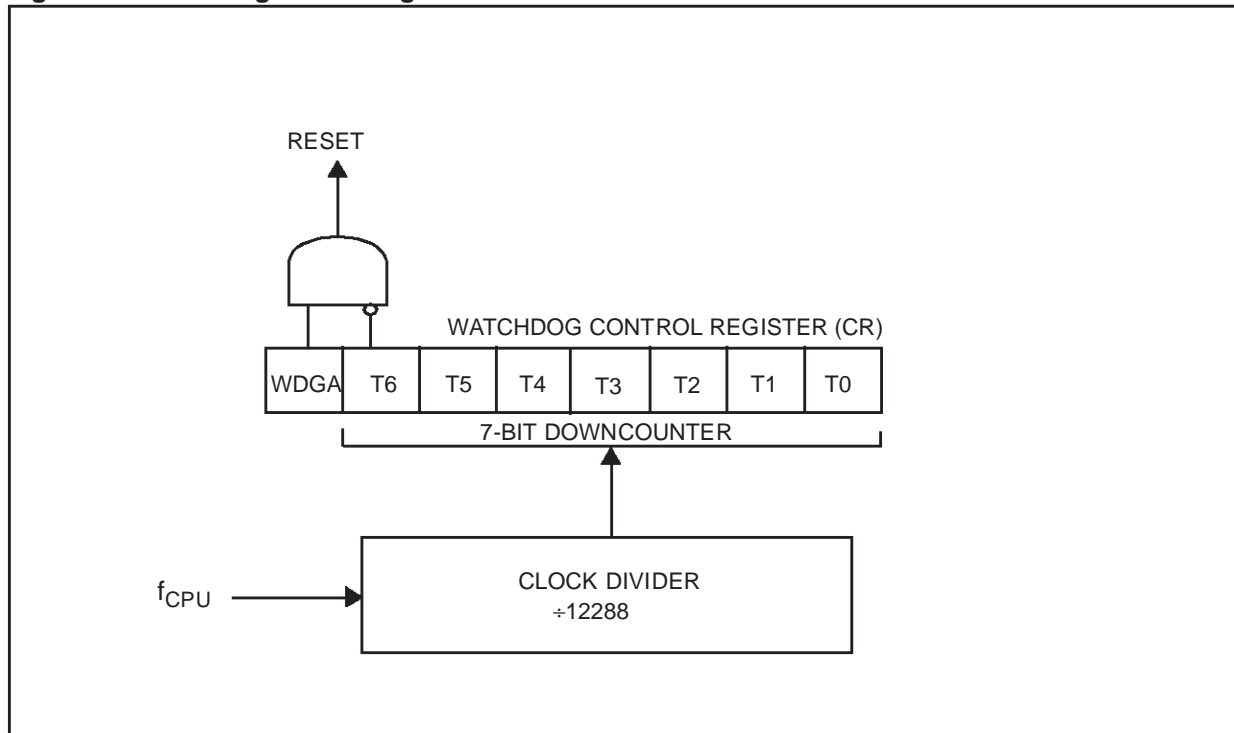 RESET
WATCHDOG CONTROL REGISTER (CR)
WDGA T6 T5 T4 T3 T2 T1 T0
7-BIT DOWNCOUNTER
fCPU
CLOCK DIVIDER
÷12288